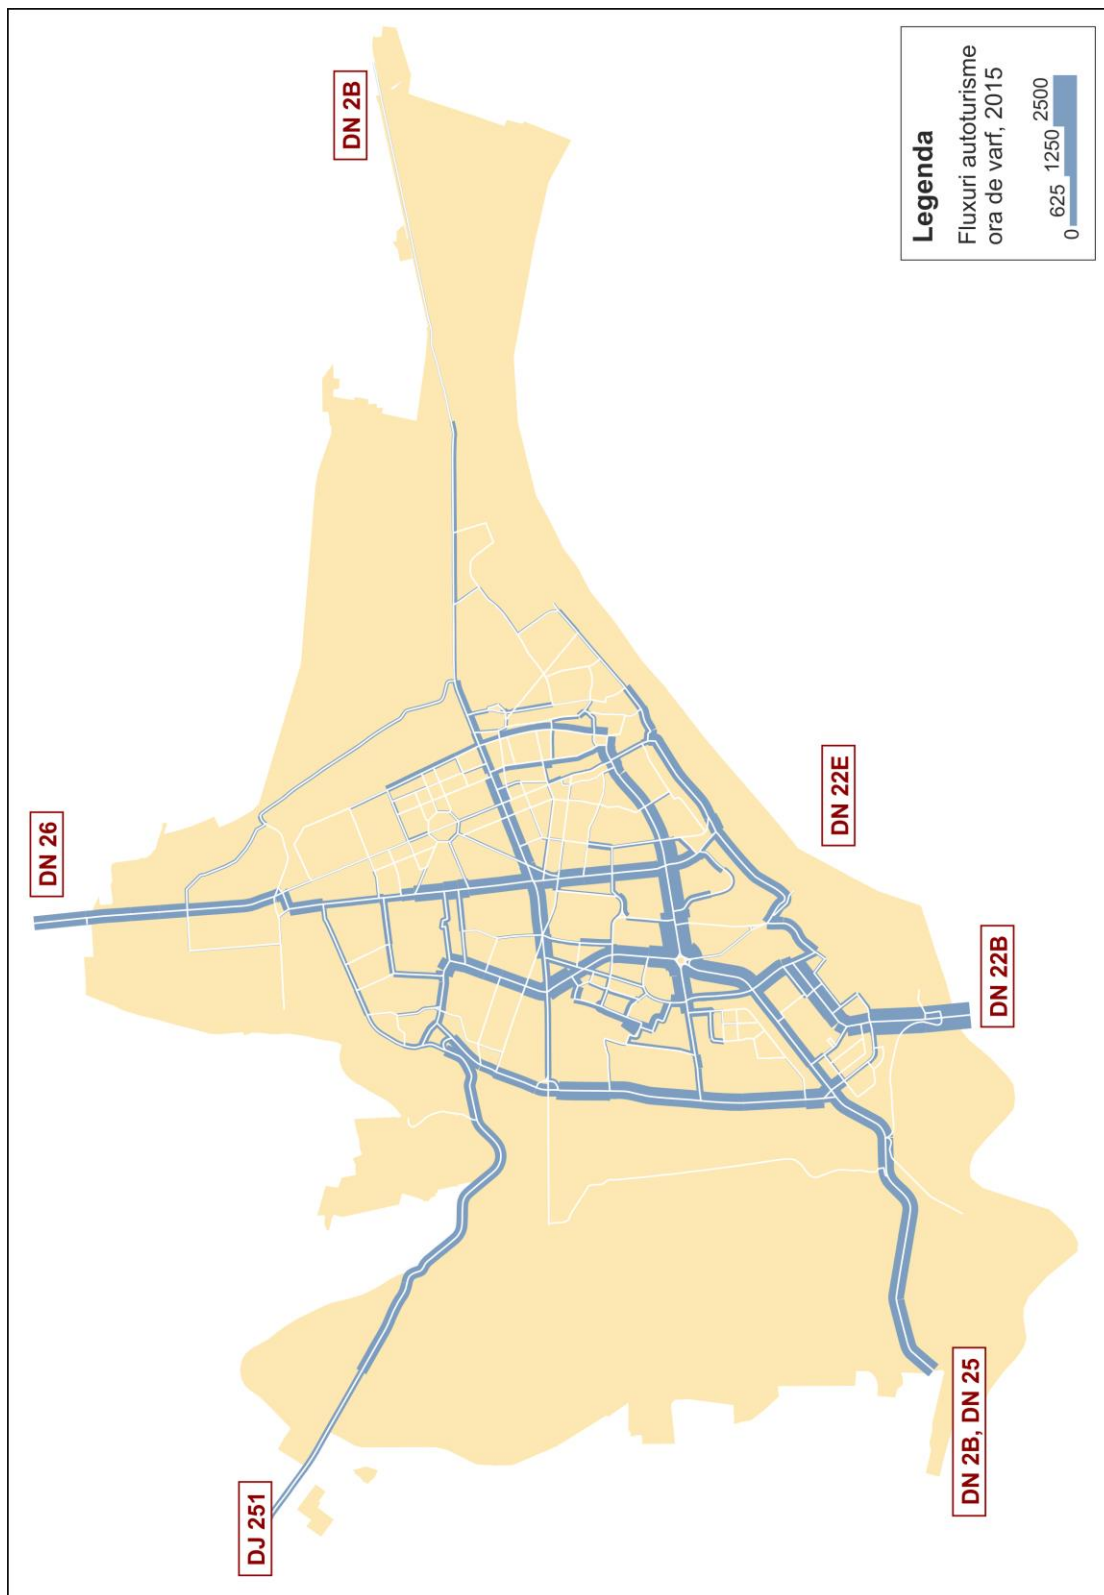 DN 2B
DN 26
DN 22E
DN 22B
DN 2B, DN 25
DJ 251
Legenda
Fluxuri autoturisme
ora de varf, 2015
0 625 1250 2500